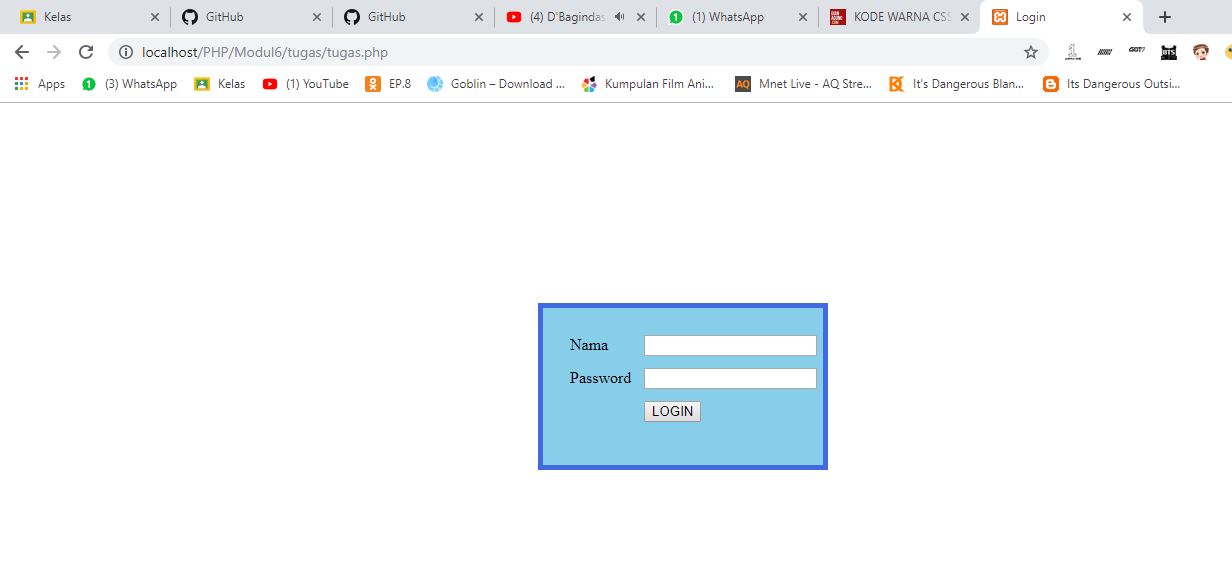 Kelas GitHub GitHub (4) D'Bagindas (1) WhatsApp KODE WARNA CSS Login
localhost/PHP/Modul6/tugas/tugas.php
Apps (3) WhatsApp Kelas (1) YouTube EP.8 Goblin – Download ... Kumpulan Film Ani... AQ Mnet Live - AQ Stre... It's Dangerous Blan... Its Dangerous Outsi...
Nama
Password
LOGIN